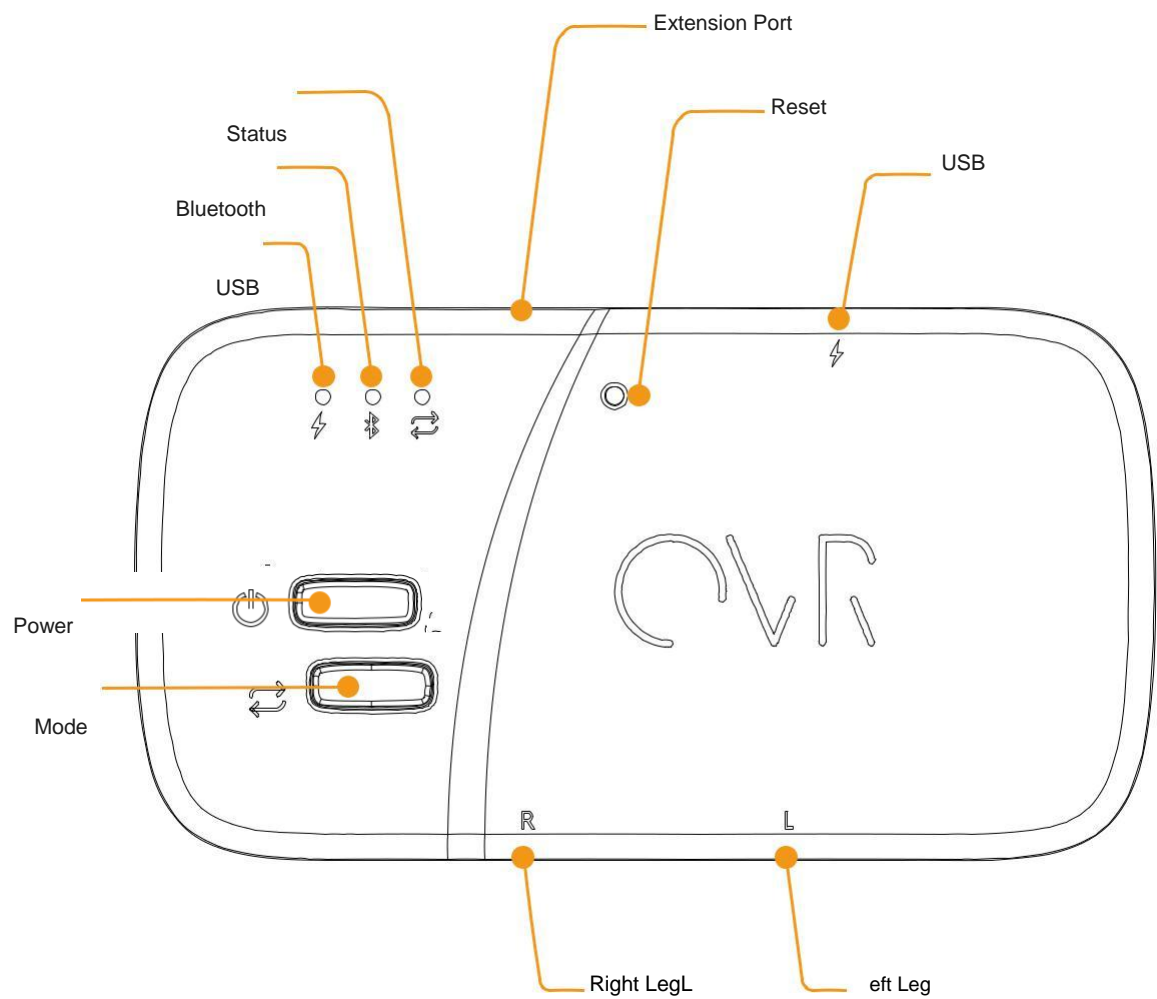 Extension Port
Reset
Status
USB
Bluetooth
USB
OVR
Power
Mode
R L
Right LegL eft Leg